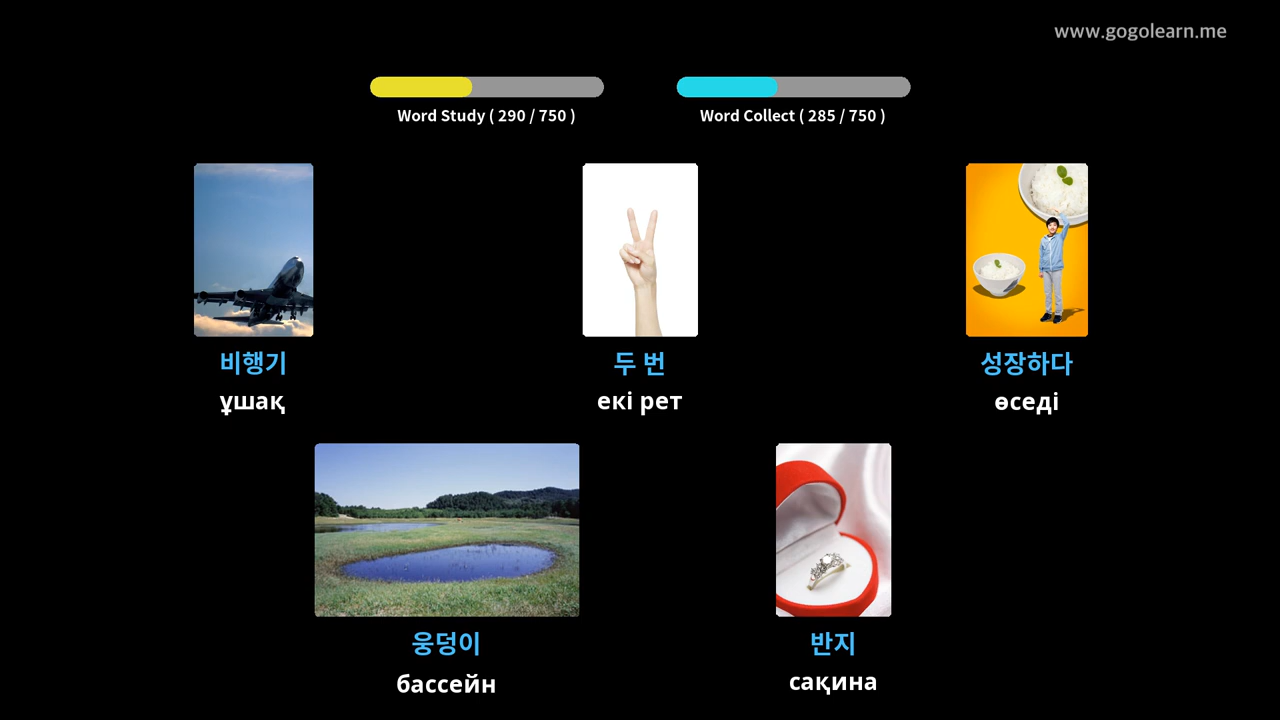 www.gogolearn.me
Word Study ( 290 / 750 )
Word Collect ( 285 / 750 )
비행기
ұшақ
두 번
екі рет
성장하다
өседі
웅덩이
бассейн
반지
сақина